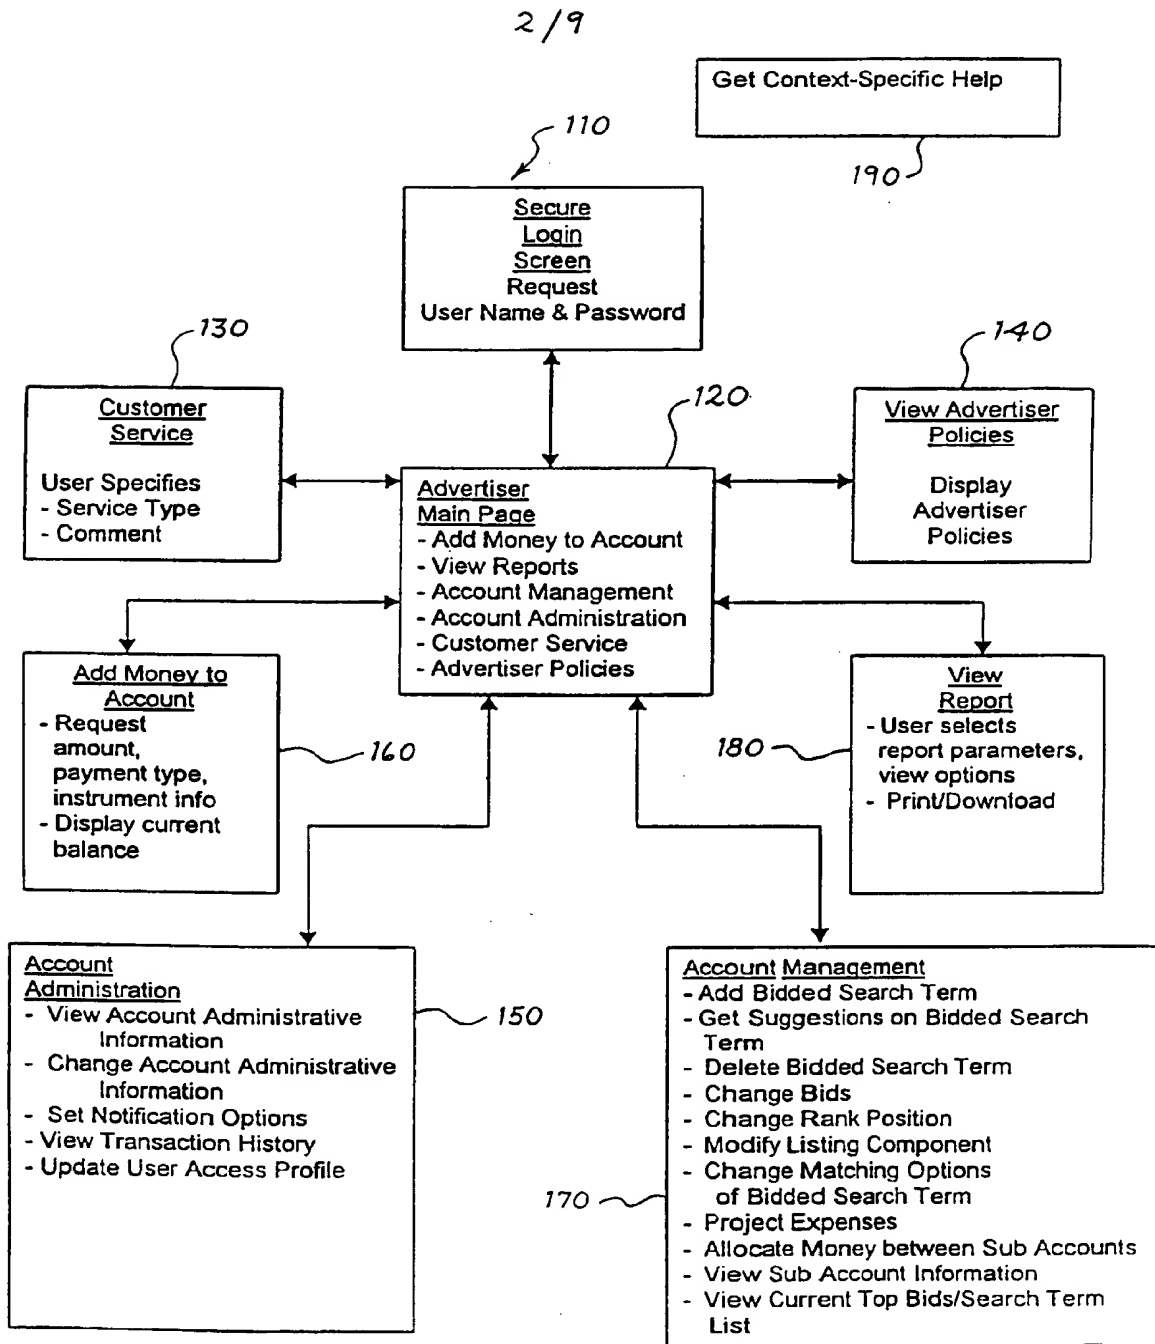 2/9
Get Context-Specific Help
190
110
Secure
Login
Screen
Request
User Name & Password
130
Customer
Service
User Specifies
- Service Type
- Comment
120
Advertiser
Main Page
- Add Money to Account
- View Reports
- Account Management
- Account Administration
- Customer Service
- Advertiser Policies
140
View Advertiser
Policies
Display
Advertiser
Policies
Add Money to
Account
- Request
amount,
payment type,
instrument info
- Display current
balance
160
180
View
Report
- User selects
report parameters,
view options
- Print/Download
Account
Administration
- View Account Administrative
Information
- Change Account Administrative
Information
- Set Notification Options
- View Transaction History
- Update User Access Profile
150
170
Account Management
- Add Bidded Search Term
- Get Suggestions on Bidded Search
Term
- Delete Bidded Search Term
- Change Bids
- Change Rank Position
- Modify Listing Component
- Change Matching Options
of Bidded Search Term
- Project Expenses
- Allocate Money between Sub Accounts
- View Sub Account Information
- View Current Top Bids/Search Term
List